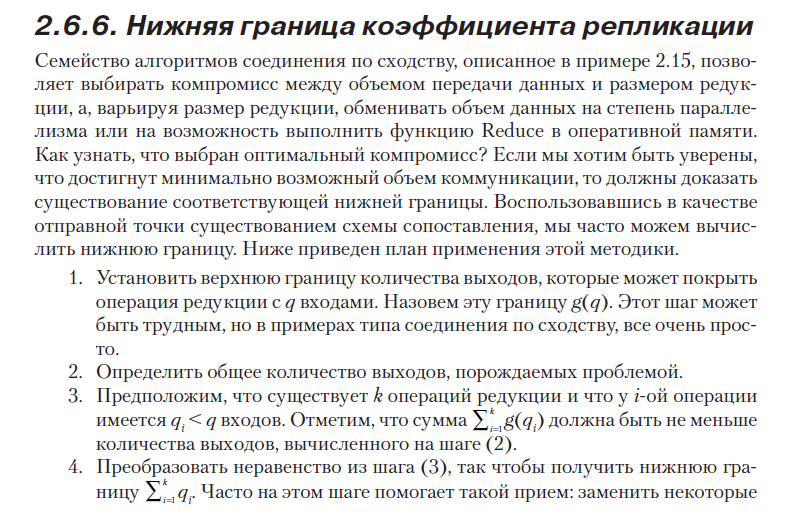 2.6.6. Нижняя граница коэффициента репликации
Семейство алгоритмов соединения по сходству, описанное в примере 2.15, позво-
ляет выбирать компромисс между объемом передачи данных и размером редук-
ции, а, варьируя размер редукции, обменивать объем данных на степень паралле-
лизма или на возможность выполнить функцию Reduce в оперативной памяти.
Как узнать, что выбран оптимальный компромисс? Если мы хотим быть уверены,
что достигнут минимально возможный объем коммуникации, то должны доказать
существование соответствующей нижней границы. Воспользовавшись в качестве
отправной точки существованием схемы сопоставления, мы часто можем вычис-
лить нижнюю границу. Ниже приведен план применения этой методики.
1. Установить верхнюю границу количества выходов, которые может покрыть
операция редукции с q входами. Назовем эту границу g(q). Этот шаг может
быть трудным, но в примерах типа соединения по сходству, все очень прос-
то.
2. Определить общее количество выходов, порождаемых проблемой.
3. Предположим, что существует k операций редукции и что у i-ой операции
имеется qᵢ < q входов. Отметим, что сумма ∑ᵏᵢ₌₁ g(qᵢ) должна быть не меньше
количества выходов, вычисленного на шаге (2).
4. Преобразовать неравенство из шага (3), так чтобы получить нижнюю гра-
ницу ∑ᵏᵢ₌₁ qᵢ. Часто на этом шаге помогает такой прием: заменить некоторые